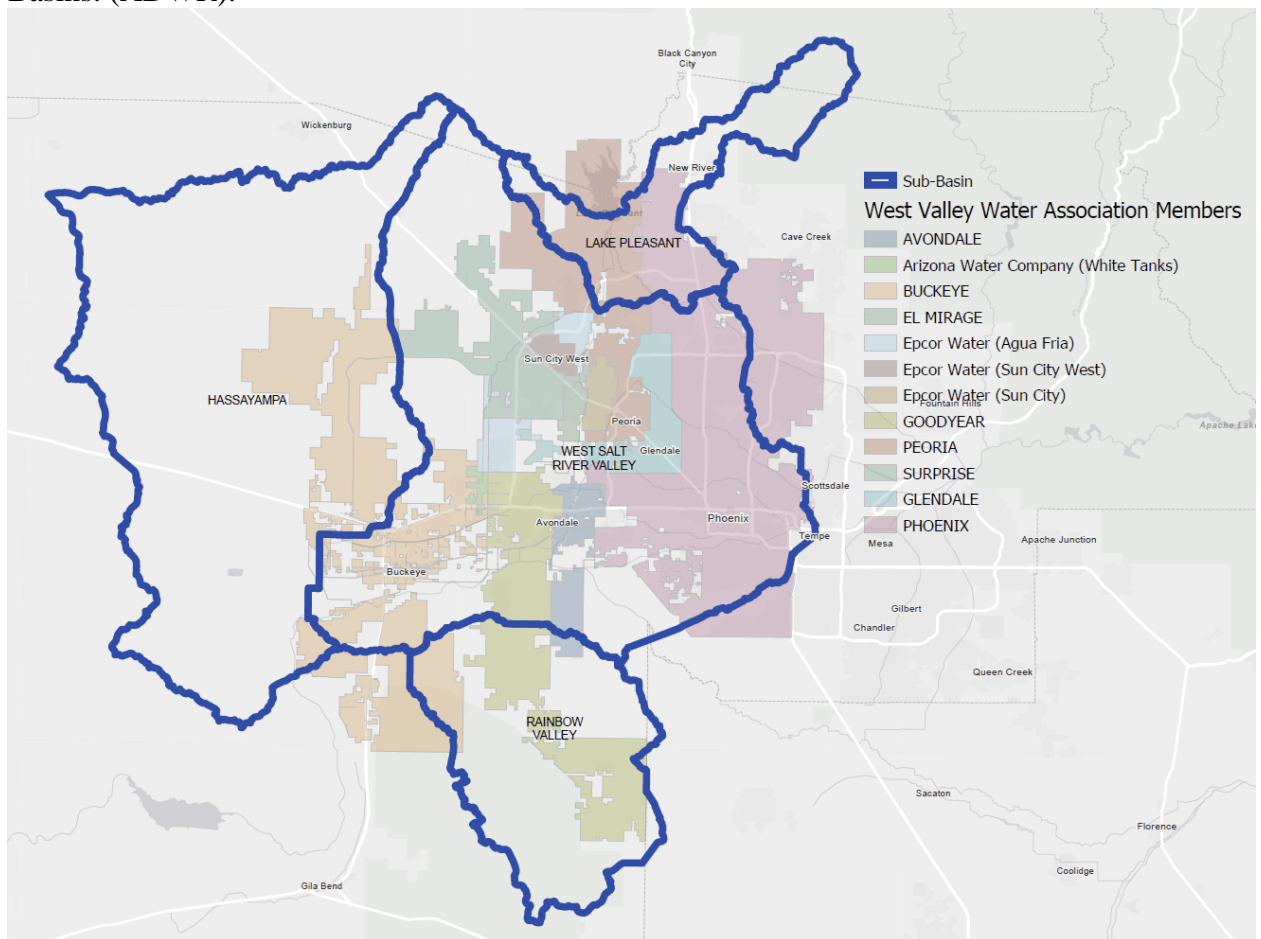 Basins. (ADWR).
Black Canyon
City
Wickenburg
New River
Sub-Basin
West Valley Water Association Members
LAKE PLEASANT
Cave Creek
AVONDALE
Arizona Water Company (White Tanks)
BUCKEYE
EL MIRAGE
Epcor Water (Agua Fria)
Sun City West
Epcor Water (Sun City West)
HASSAYAMPA
Epcor Water (Sun City)
Fountain Hills
GOODYEAR
Peoria
Apache Lake
PEORIA
WEST SALT
RIVER VALLEY
Glendale
SURPRISE
Scottsdale
GLENDALE
Avondale
Phoenix
PHOENIX
Tempe
Mesa
Apache Junction
Buckeye
Gilbert
Chandler
Queen Creek
RAINBOW
VALLEY
Sacaton
Florence
Coolidge
Gila Bend